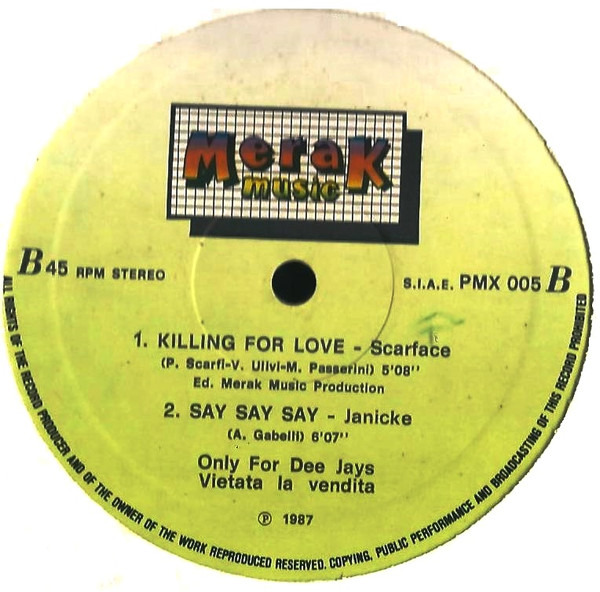 Merak
music
B 45 RPM STEREO
S.I.A.E. PMX 005 B
1. KILLING FOR LOVE - Scarface
(P. Scarfi-V. Ulivi-M. Passerini) 5'08''
Ed. Merak Music Production
2. SAY SAY SAY - Janicke
(A. Gabelli) 6'07''
Only For Dee Jays
Vietata la vendita
℗ 1987
ALL RIGHTS OF THE RECORD PRODUCER AND OF THE OWNER OF THE WORK REPRODUCED RESERVED. COPYING, PUBLIC PERFORMANCE AND BROADCASTING OF THIS RECORD PROHIBITED